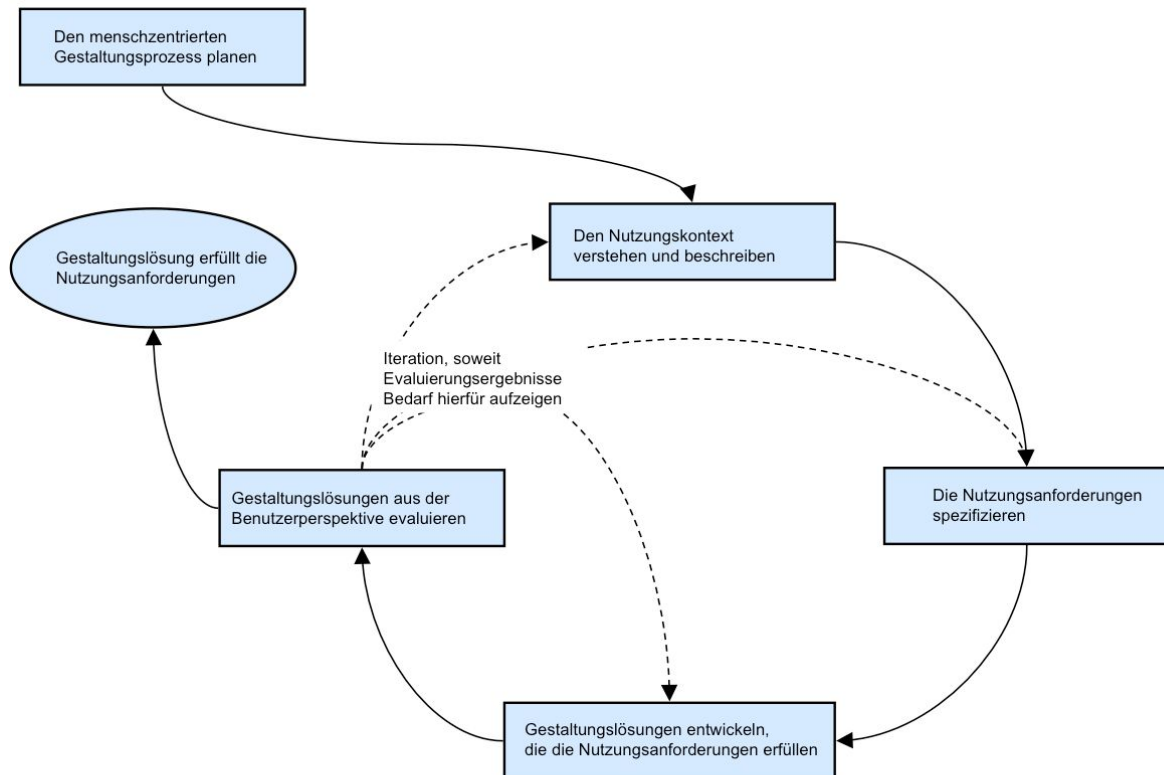 Den menschzentrierten
Gestaltungsprozess planen
Den Nutzungskontext
verstehen und beschreiben
Gestaltungslösung erfüllt die
Nutzungsanforderungen
Iteration, soweit
Evaluierungsergebnisse
Bedarf hierfür aufzeigen
Gestaltungslösungen aus der
Benutzerperspektive evaluieren
Die Nutzungsanforderungen
spezifizieren
Gestaltungslösungen entwickeln,
die die Nutzungsanforderungen erfüllen